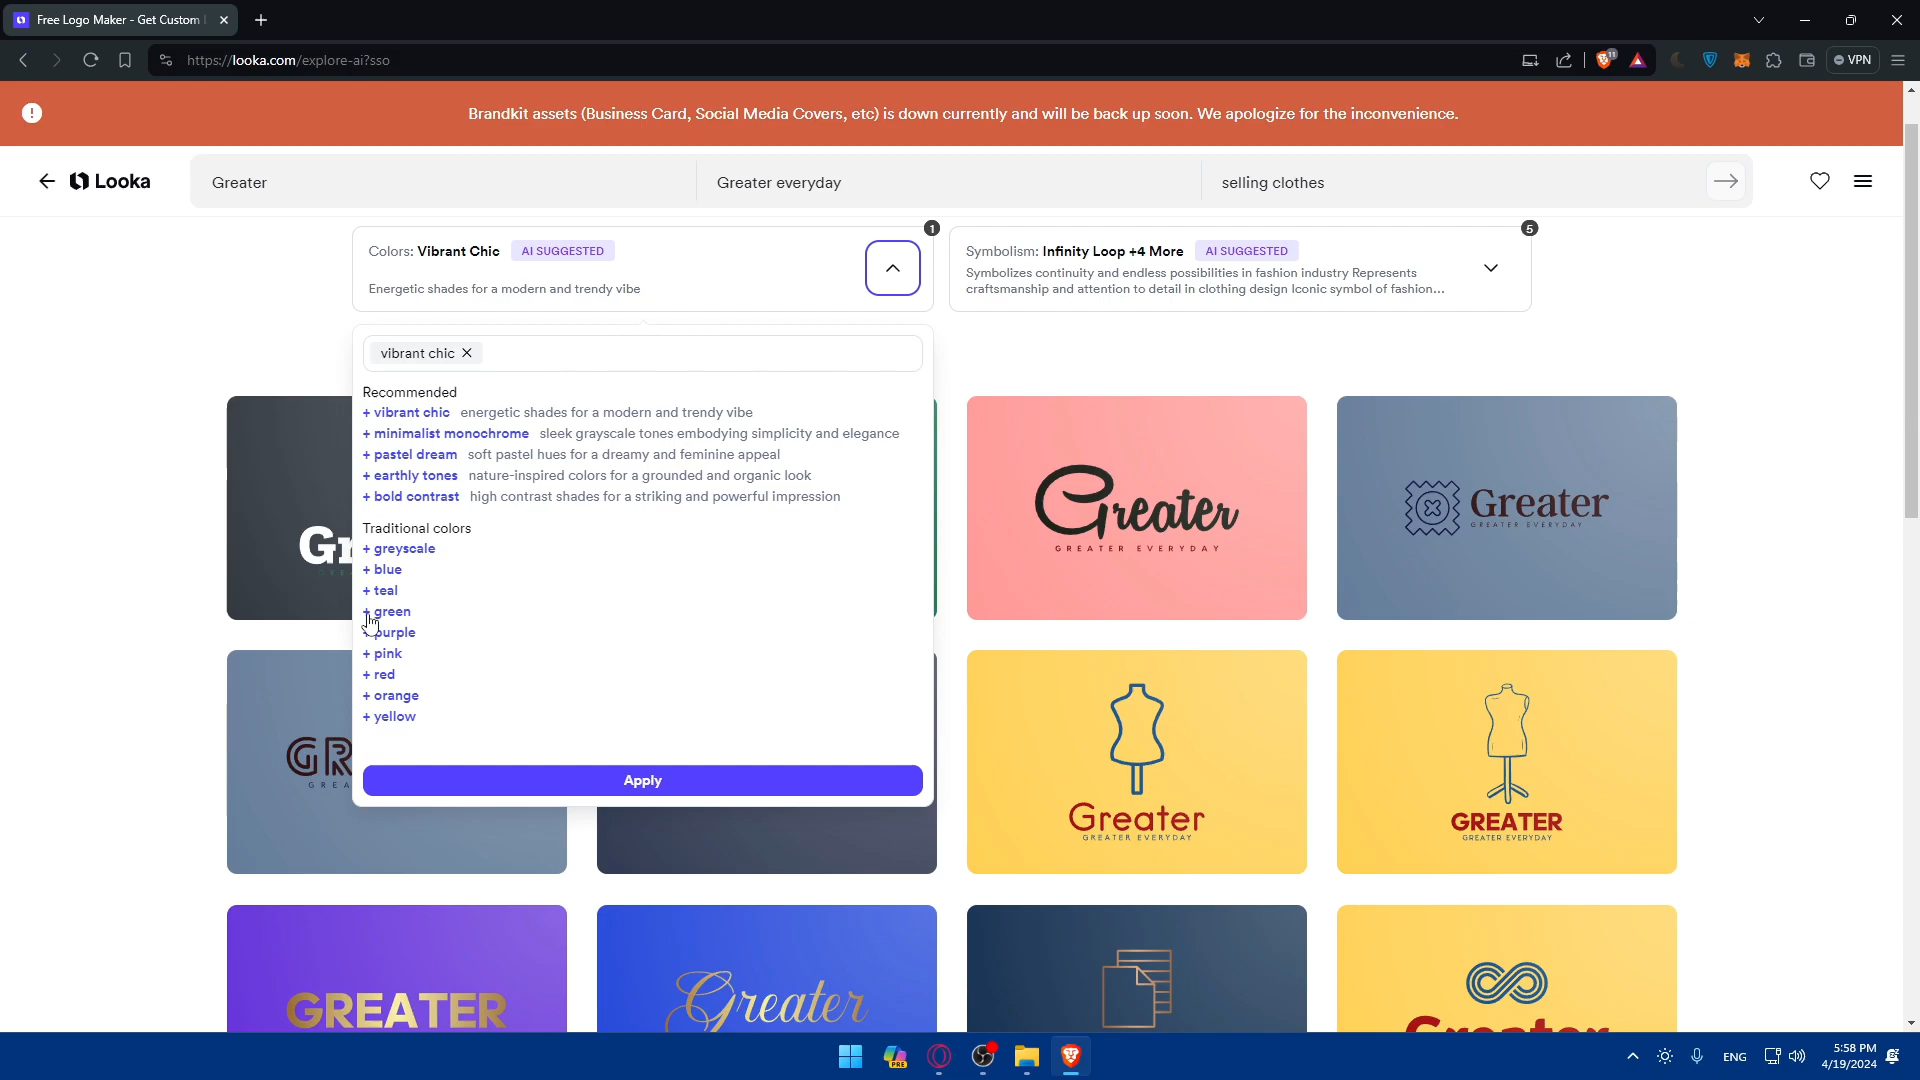 Free Logo Maker - Get Custom
https://looka.com/explore-ai?sso
11
VPN
Brandkit assets (Business Card, Social Media Covers, etc) is down currently and will be back up soon. We apologize for the inconvenience.
Looka
Greater
Greater everyday
selling clothes
1
5
Colors: Vibrant Chic AI SUGGESTED
Energetic shades for a modern and trendy vibe
Symbolism: Infinity Loop +4 More AI SUGGESTED
Symbolizes continuity and endless possibilities in fashion industry Represents
craftsmanship and attention to detail in clothing design Iconic symbol of fashion...
vibrant chic
Recommended
+ vibrant chic energetic shades for a modern and trendy vibe
+ minimalist monochrome sleek grayscale tones embodying simplicity and elegance
+ pastel dream soft pastel hues for a dreamy and feminine appeal
+ earthly tones nature-inspired colors for a grounded and organic look
+ bold contrast high contrast shades for a striking and powerful impression
Traditional colors
+ greyscale
+ blue
+ teal
+ green
+ purple
+ pink
+ red
+ orange
+ yellow
Apply
Gr
Greater
GREATER EVERYDAY
Greater
GREATER EVERYDAY
GR
GREA
Greater
GREATER EVERYDAY
GREATER
GREATER EVERYDAY
GREATER
Greater
Greater
PRE
ENG
5:58 PM
4/19/2024